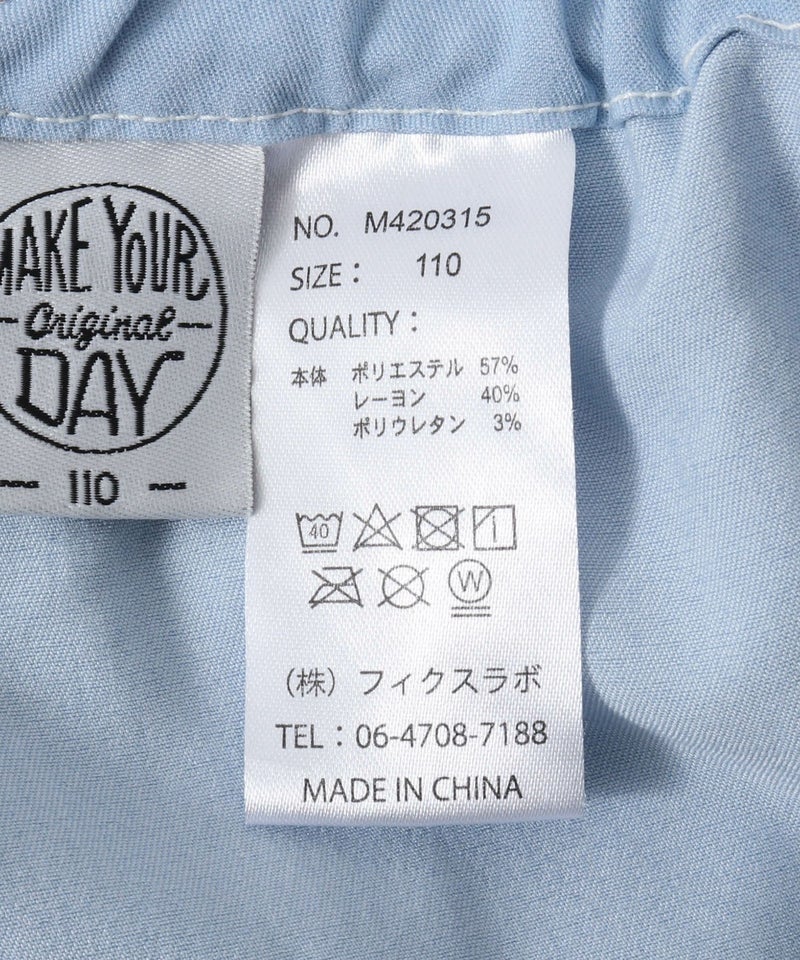 MAKE YOUR
Original
DAY
110
NO. M420315
SIZE： 110
QUALITY：
本体 ポリエステル 57%
レーヨン 40%
ポリウレタン 3%
40
W
（株）フィクスラボ
TEL：06-4708-7188
MADE IN CHINA